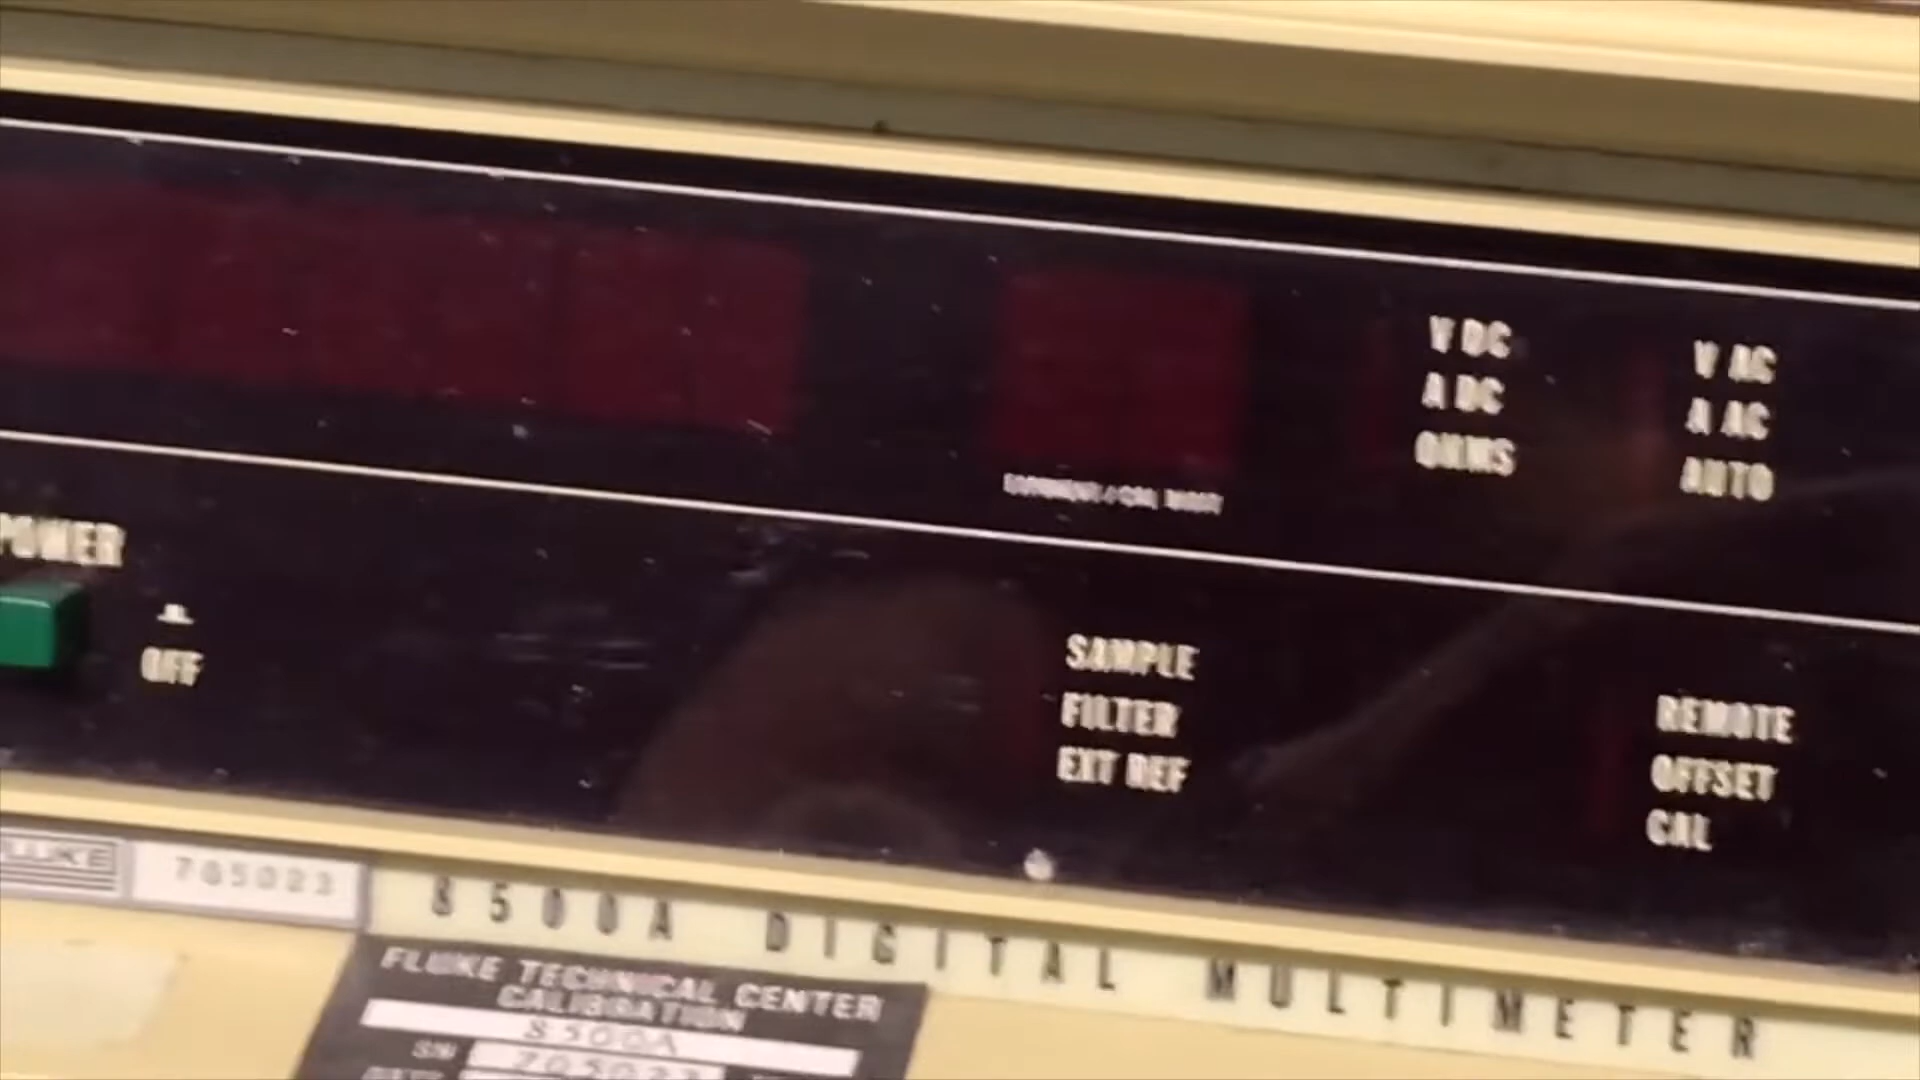 V DC
V AC
A DC
A AC
OHMS
AUTO
POWER
OFF
SAMPLE
FILTER
EXT REF
REMOTE
OFFSET
CAL
FLUKE
705023
8500A DIGITAL MULTIMETER
FLUKE TECHNICAL CENTER
CALIBRATION
8500A
S/N 705023